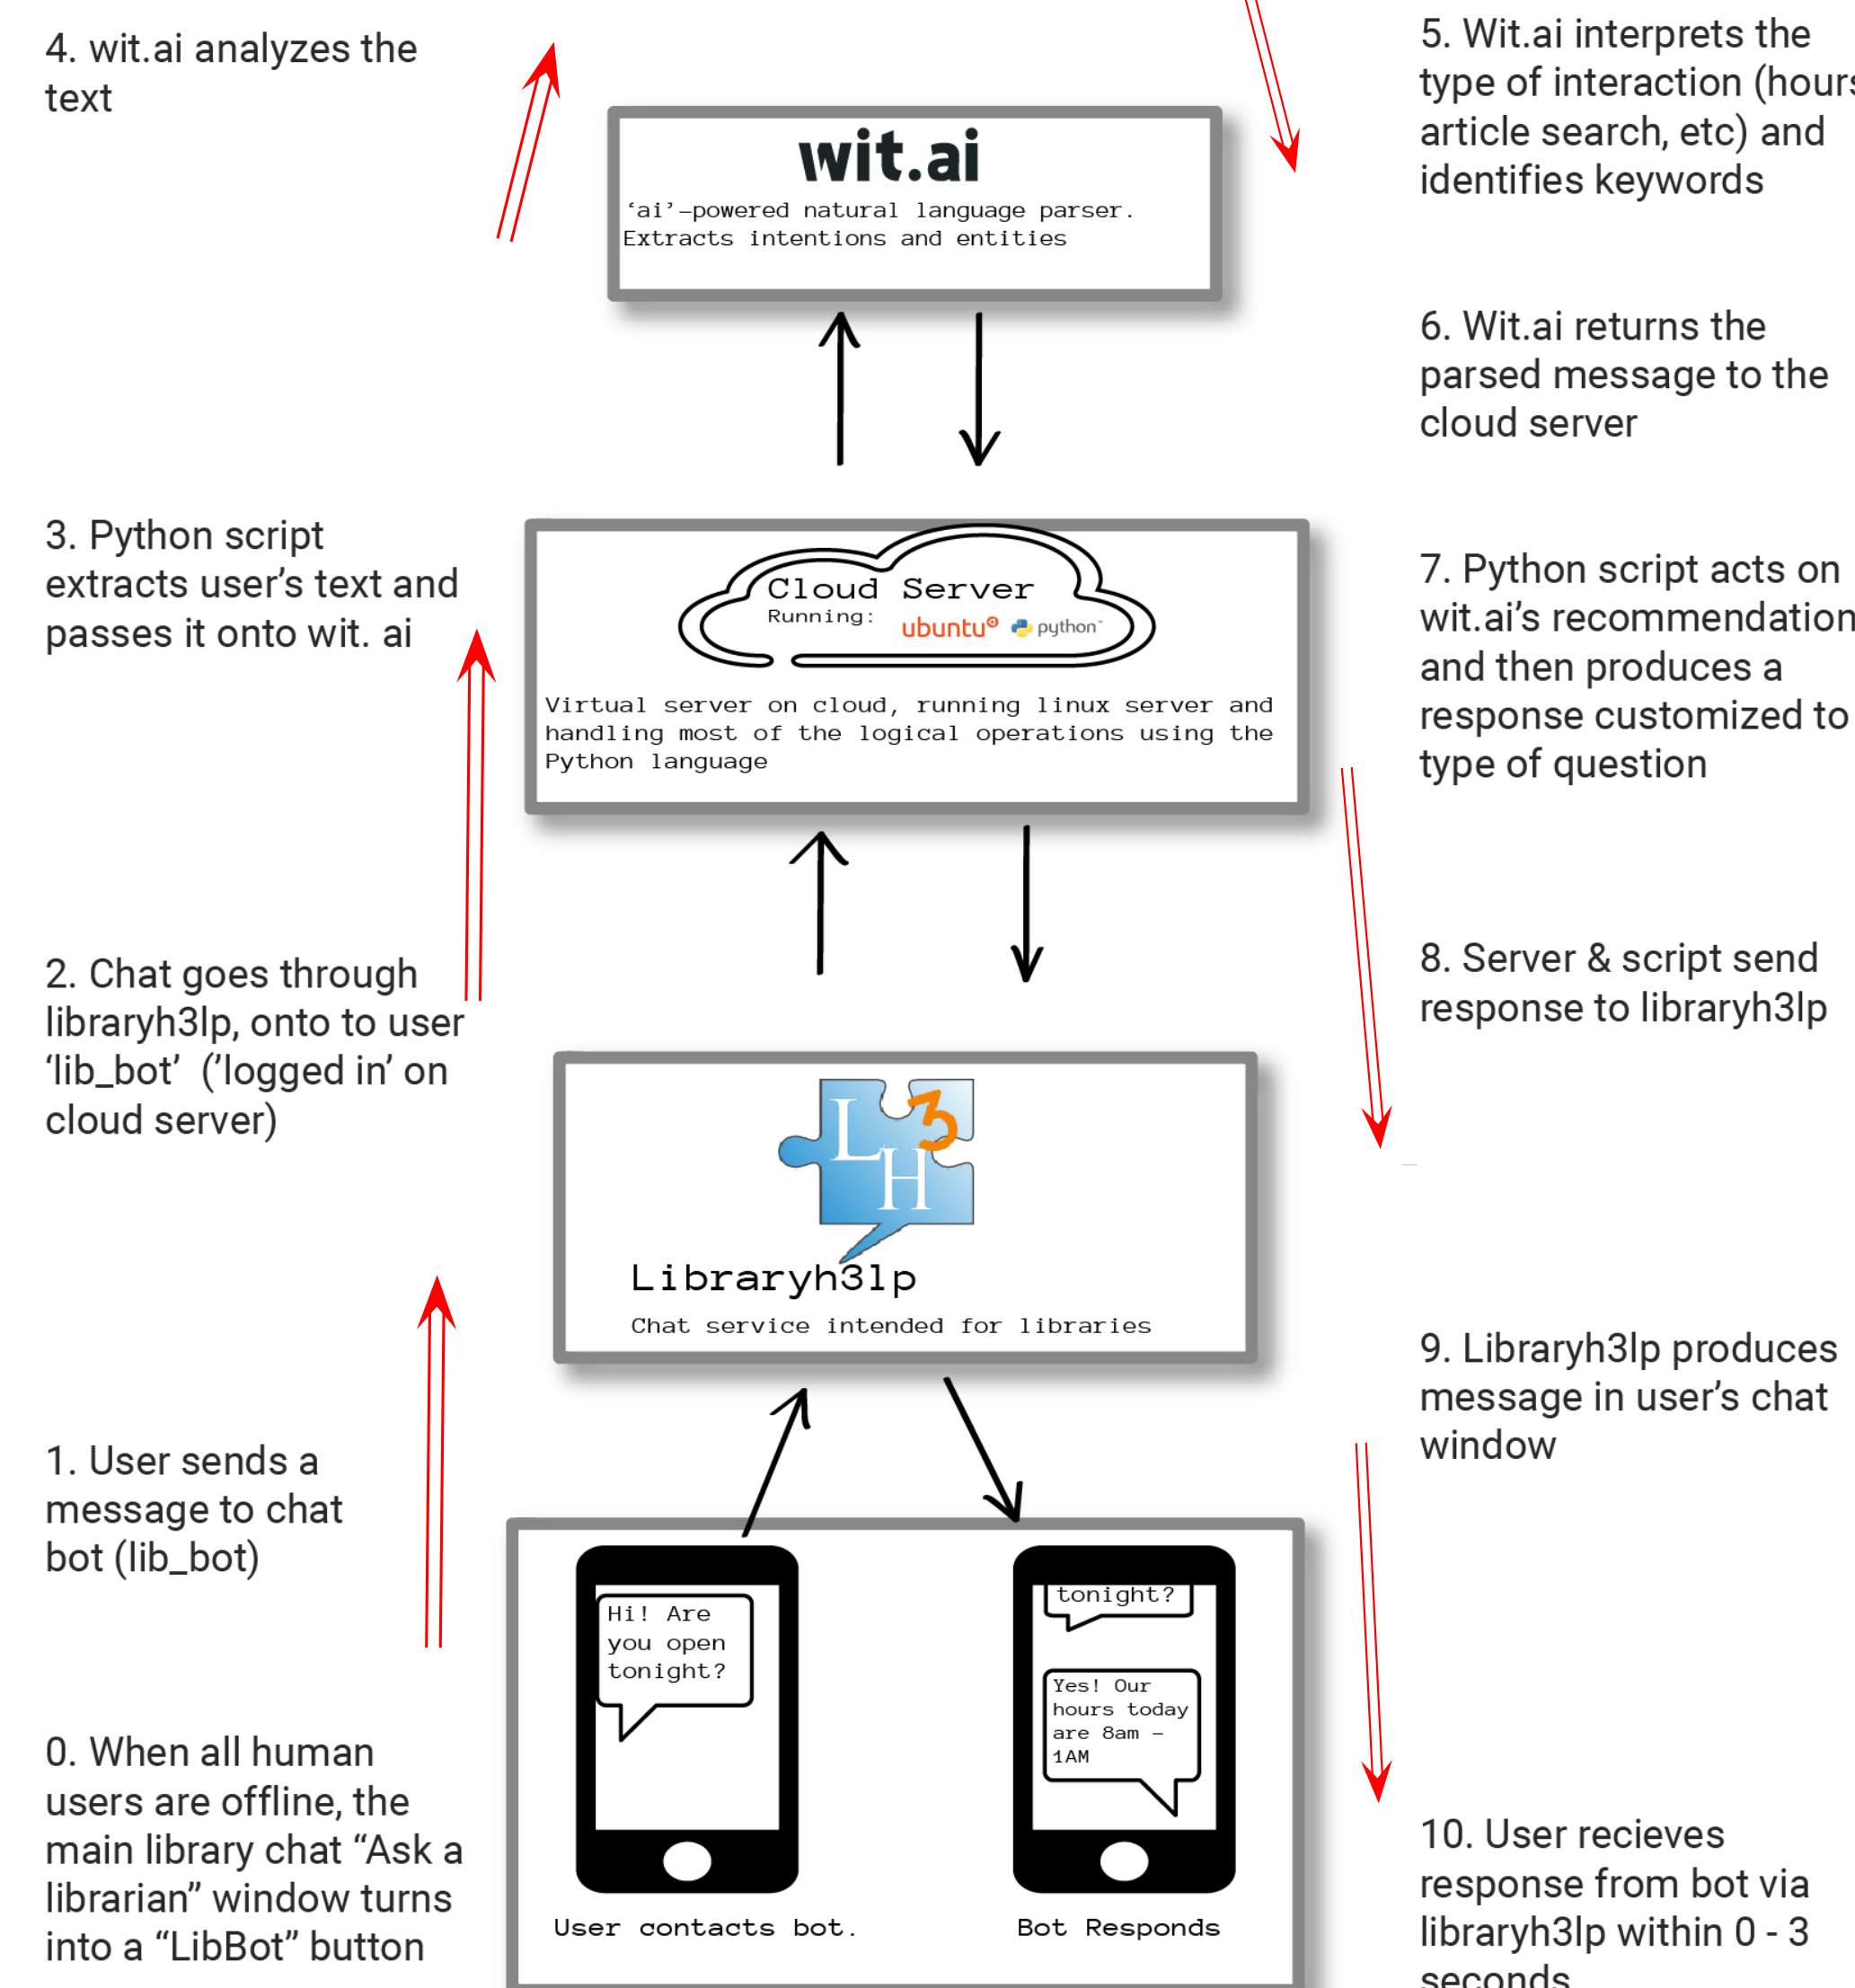 4. wit.ai analyzes the
text
wit.ai
‘ai’-powered natural language parser.
Extracts intentions and entities
5. Wit.ai interprets the
type of interaction (hours
article search, etc) and
identifies keywords
6. Wit.ai returns the
parsed message to the
cloud server
3. Python script
extracts user’s text and
passes it onto wit. ai
Cloud Server
Running:
ubuntu python
Virtual server on cloud, running linux server and
handling most of the logical operations using the
Python language
7. Python script acts on
wit.ai’s recommendation
and then produces a
response customized to
type of question
2. Chat goes through
libraryh3lp, onto to user
‘lib_bot’ (’logged in’ on
cloud server)
8. Server & script send
response to libraryh3lp
L H 3
Libraryh3lp
Chat service intended for libraries
1. User sends a
message to chat
bot (lib_bot)
9. Libraryh3lp produces
message in user’s chat
window
Hi! Are
you open
tonight?
tonight?
Yes! Our
hours today
are 8am –
1AM
User contacts bot.
Bot Responds
0. When all human
users are offline, the
main library chat “Ask a
librarian” window turns
into a “LibBot” button
10. User recieves
response from bot via
libraryh3lp within 0 - 3
seconds